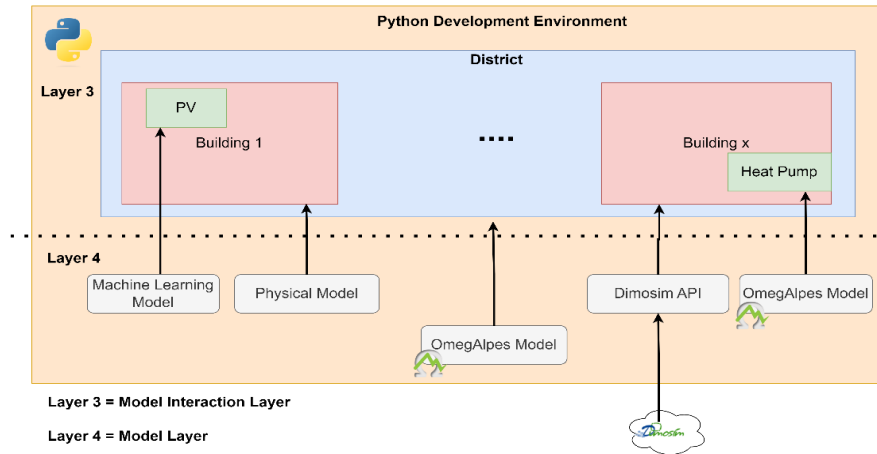 Python Development Environment
District
Layer 3
PV
Building 1
....
Building x
Heat Pump
Layer 4
Machine Learning
Model
Physical Model
Dimosim API
OmegAlpes Model
OmegAlpes Model
Layer 3 = Model Interaction Layer
Layer 4 = Model Layer
Dimosim